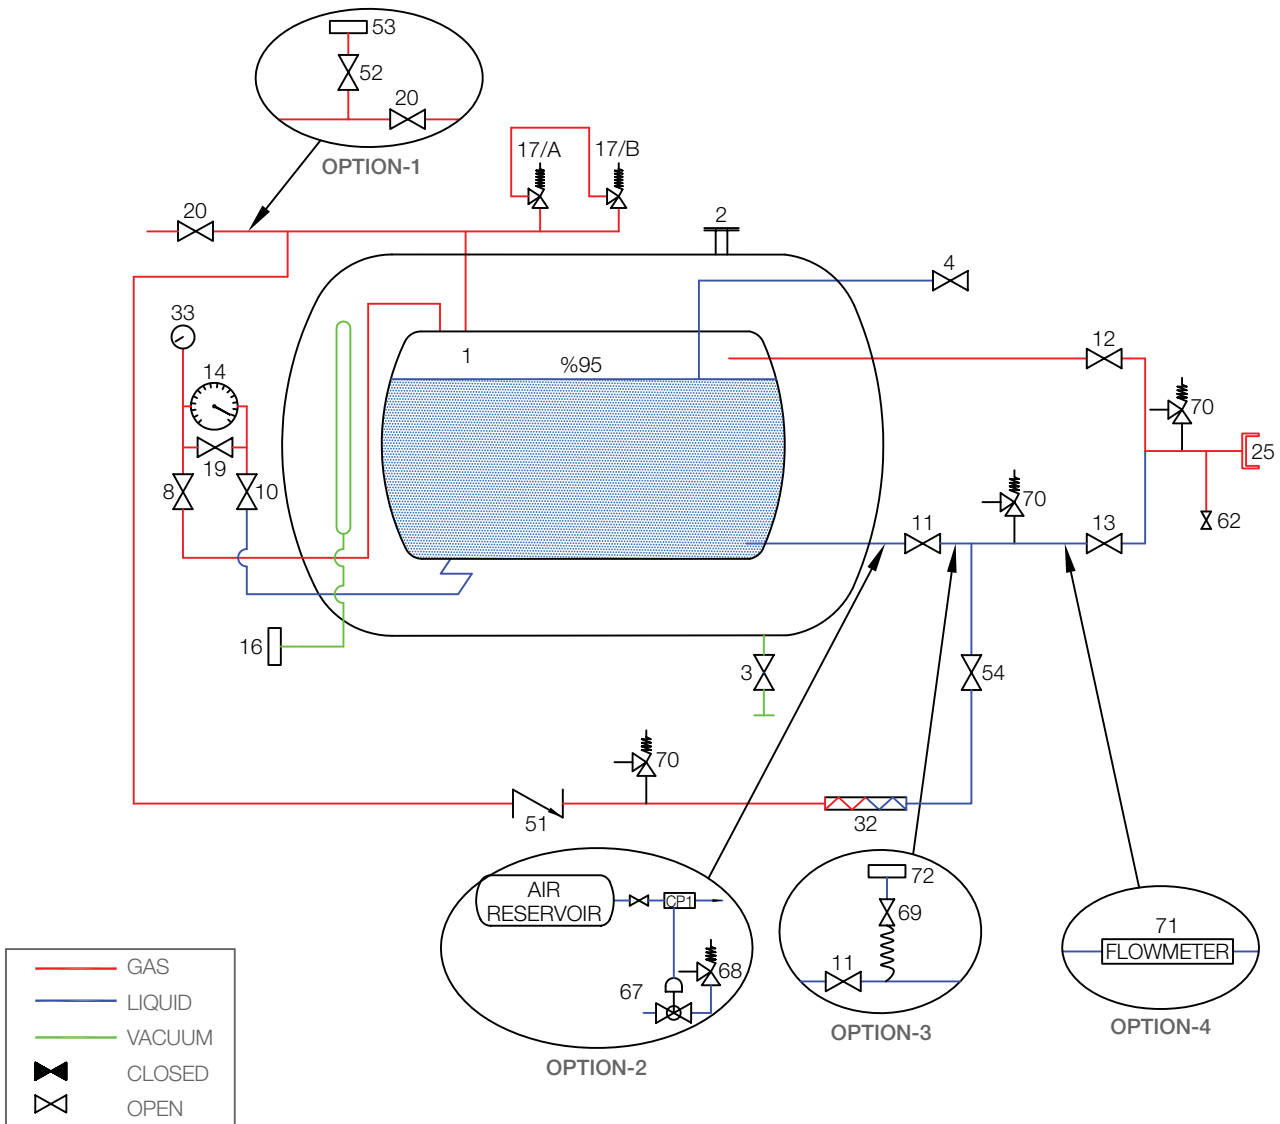 53
52
20
OPTION-1
17/A
17/B
20
2
4
33
1
%95
12
14
70
25
19
8
10
70
11
13
62
16
3
54
70
51
32
AIR
RESERVOIR
CP1
72
69
71
FLOWMETER
11
68
67
OPTION-2
OPTION-3
OPTION-4
GAS
LIQUID
VACUUM
CLOSED
OPEN